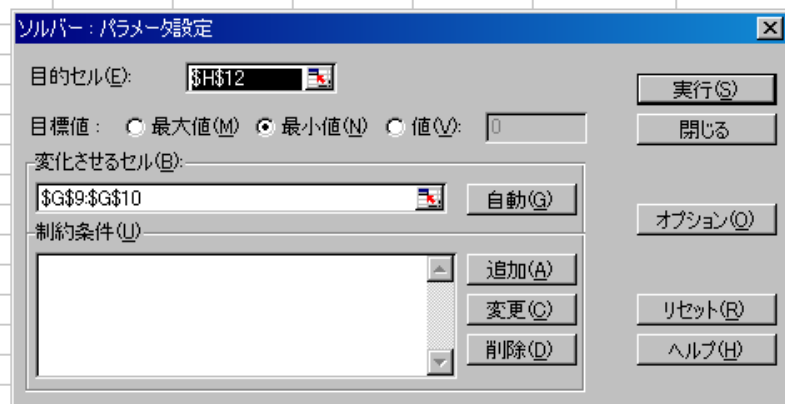 ソルバー：パラメータ設定
目的セル(E): $H$12
実行(S)
目標値： 最大値(M) 最小値(N) 値(V): 0
閉じる
変化させるセル(B):
$G$9:$G$10 自動(G)
オプション(O)
制約条件(U)
追加(A)
変更(C) リセット(R)
削除(D) ヘルプ(H)